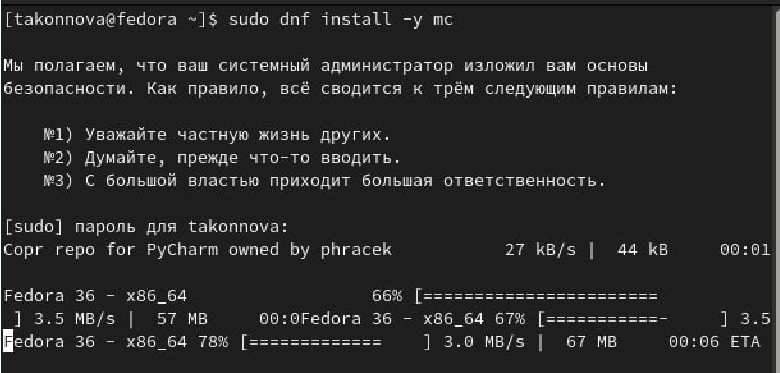 [takonnova@fedora ~]$ sudo dnf install -y mc
Мы полагаем, что ваш системный администратор изложил вам основы
безопасности. Как правило, всё сводится к трём следующим правилам:
№1) Уважайте частную жизнь других.
№2) Думайте, прежде что-то вводить.
№3) С большой властью приходит большая ответственность.
[sudo] пароль для takonnova:
Copr repo for PyCharm owned by phracek 27 kB/s | 44 kB 00:01
Fedora 36 - x86_64 66% [=======================
] 3.5 MB/s | 57 MB 00:0Fedora 36 - x86_64 67% [===========- ] 3.5
Fedora 36 - x86_64 78% [============= ] 3.0 MB/s | 67 MB 00:06 ETA